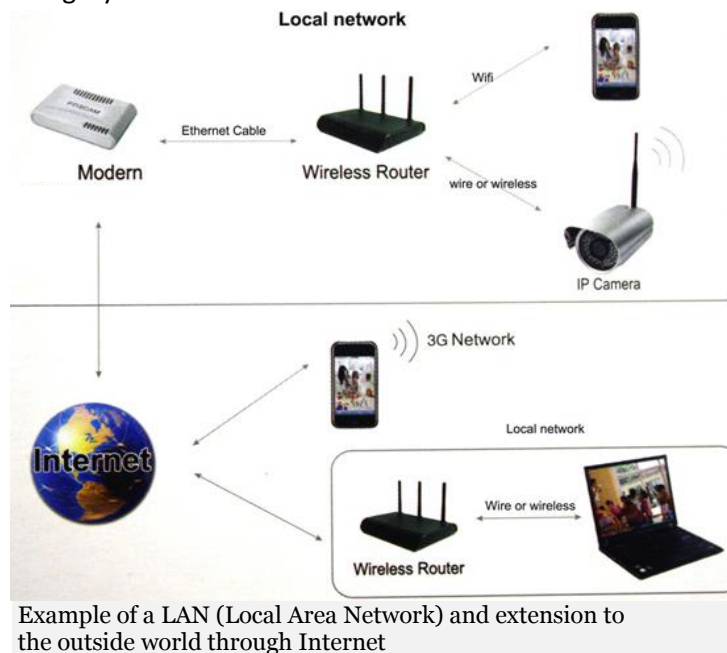 Local network
Wifi
FOSCAM
Ethernet Cable
Modern
Wireless Router
wire or wireless
IP Camera
3G Network
Local network
Internet
Wire or wireless
Wireless Router
Example of a LAN (Local Area Network) and extension to
the outside world through Internet